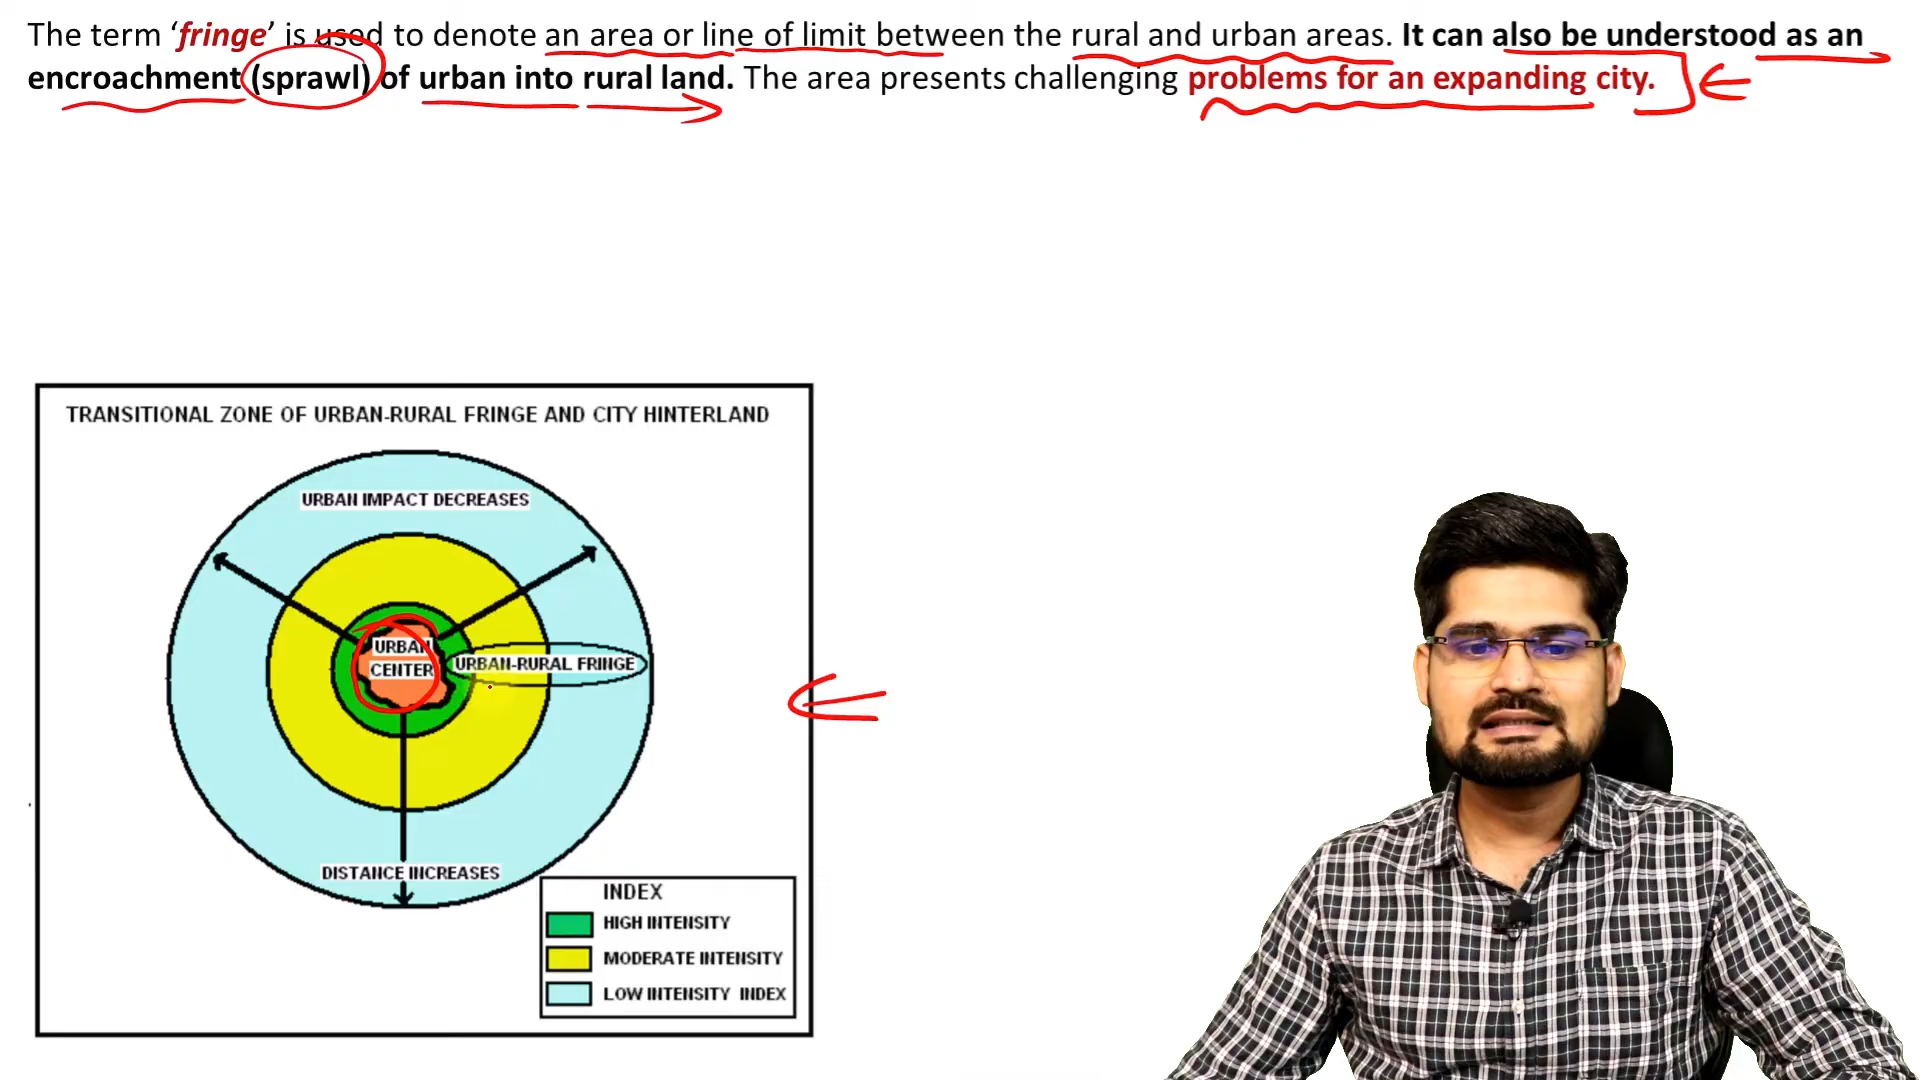 The term ‘fringe’ is used to denote an area or line of limit between the rural and urban areas. It can also be understood as an
encroachment (sprawl) of urban into rural land. The area presents challenging problems for an expanding city.
TRANSITIONAL ZONE OF URBAN-RURAL FRINGE AND CITY HINTERLAND
URBAN IMPACT DECREASES
URBAN
CENTER
URBAN-RURAL FRINGE
DISTANCE INCREASES
INDEX
HIGH INTENSITY
MODERATE INTENSITY
LOW INTENSITY INDEX